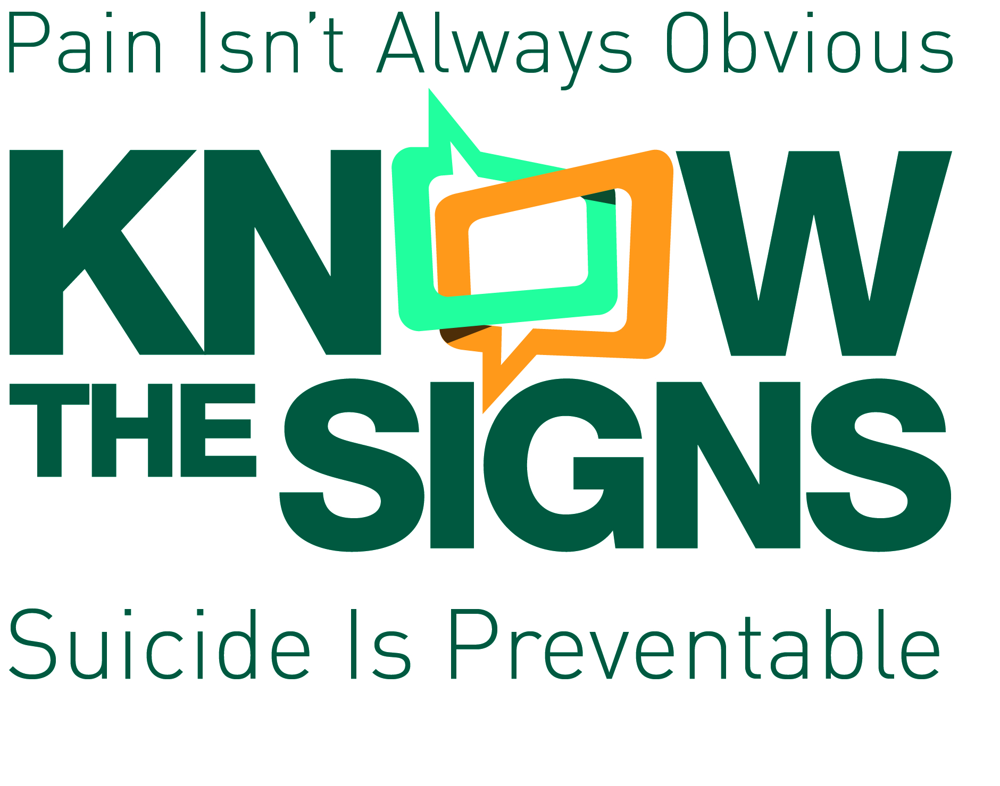 Pain Isn't Always Obvious
KNOW
THE SIGNS
Suicide Is Preventable